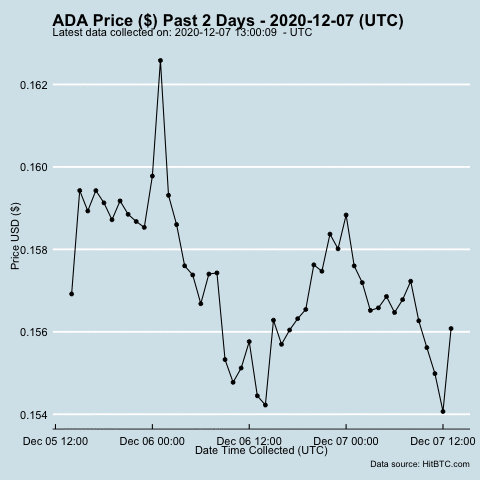 ADA Price ($) Past 2 Days - 2020-12-07 (UTC)
Latest data collected on: 2020-12-07 13:00:09  - UTC
0.162
0.160
0.158
0.156
0.154
Price USD ($)
Dec 05 12:00 Dec 06 00:00 Dec 06 12:00 Dec 07 00:00 Dec 07 12:00
Date Time Collected (UTC)
Data source: HitBTC.com